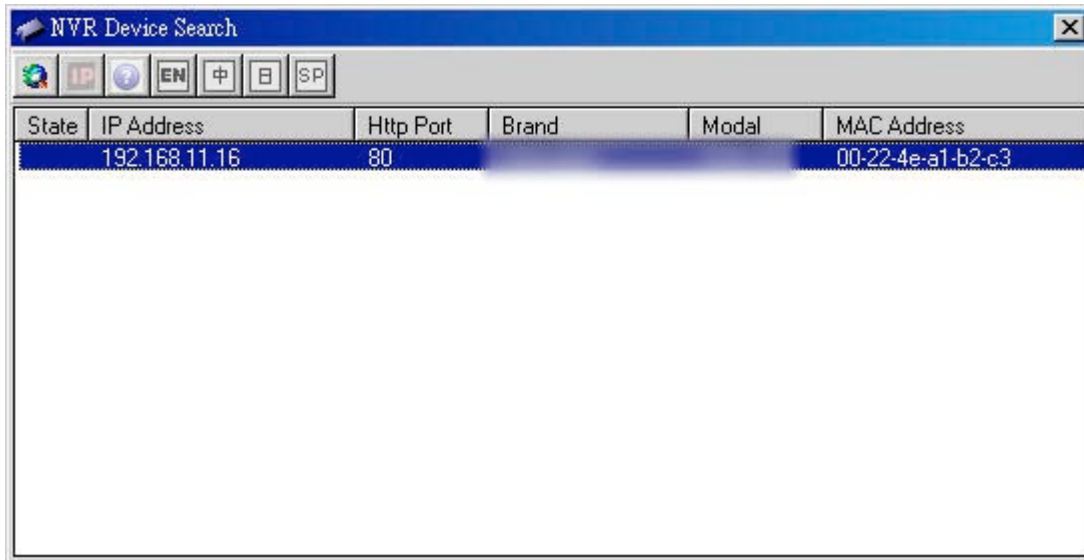 NVR Device Search
IP ? EN 中 日 SP
State IP Address Http Port Brand Modal MAC Address
192.168.11.16 80 00-22-4e-a1-b2-c3